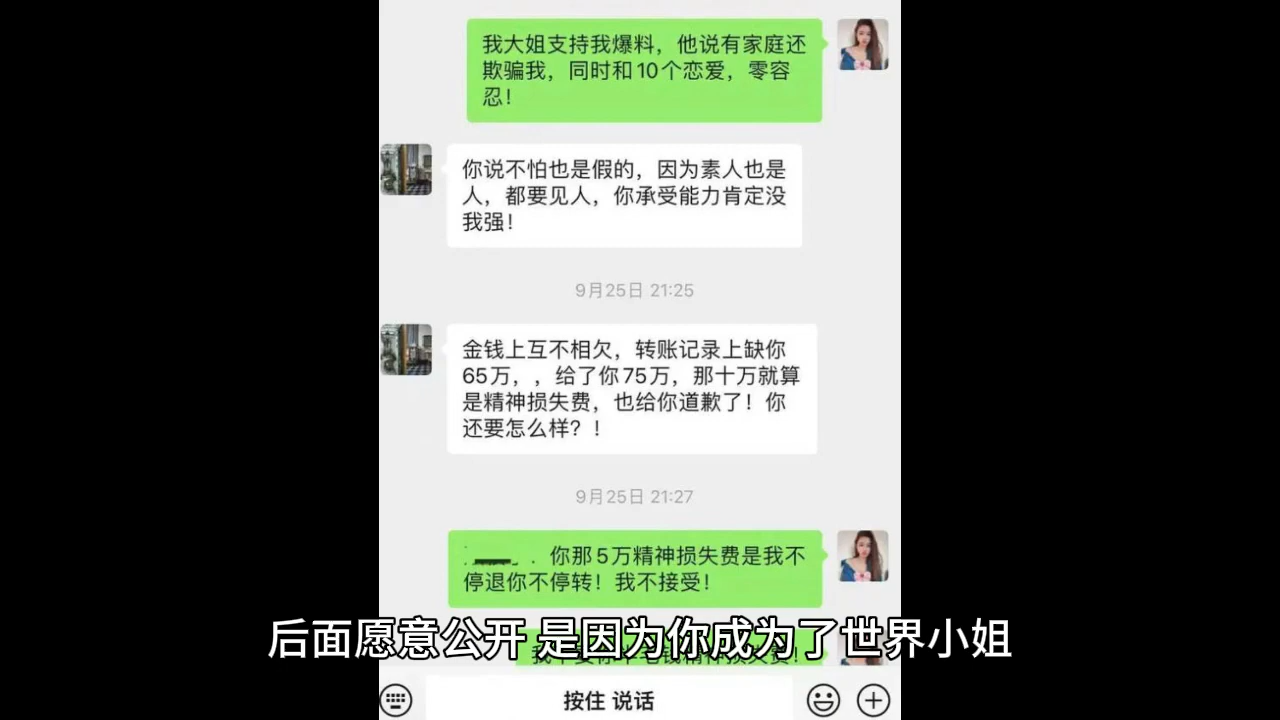 我大姐支持我爆料，他说有家庭还
欺骗我，同时和10个恋爱，零容
忍！
你说不怕也是假的，因为素人也是
人，都要见人，你承受能力肯定没
我强！
9月25日 21:25
金钱上互不相欠，转账记录上缺你
65万，，给了你75万，那十万就算
是精神损失费，也给你道歉了！你
还要怎么样？！
9月25日 21:27
你那5万精神损失费是我不
停退你不停转！我不接受！
后面愿意公开 是因为你成为了世界小姐
按住 说话